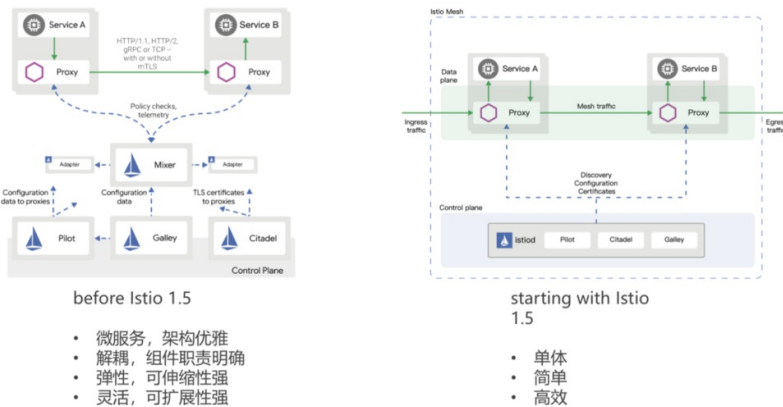 Service A
Service B
HTTP/1.1, HTTP/2,
gRPC or TCP –
with or without
mTLS
Proxy
Proxy
Policy checks,
telemetry
Adapter
Mixer
Adapter
Configuration
data to proxies
Configuration
data
TLS certificates
to proxies
Pilot
Galley
Citadel
Control Plane
before Istio 1.5
• 微服务，架构优雅
• 解耦，组件职责明确
• 弹性，可伸缩性强
• 灵活，可扩展性强
Istio Mesh
Service A
Service B
Data
plane
Proxy
Mesh traffic
Proxy
Ingress
traffic
Egres
traffi
Discovery
Configuration
Certificates
Control plane
istiod
Pilot
Citadel
Galley
starting with Istio
1.5
• 单体
• 简单
• 高效